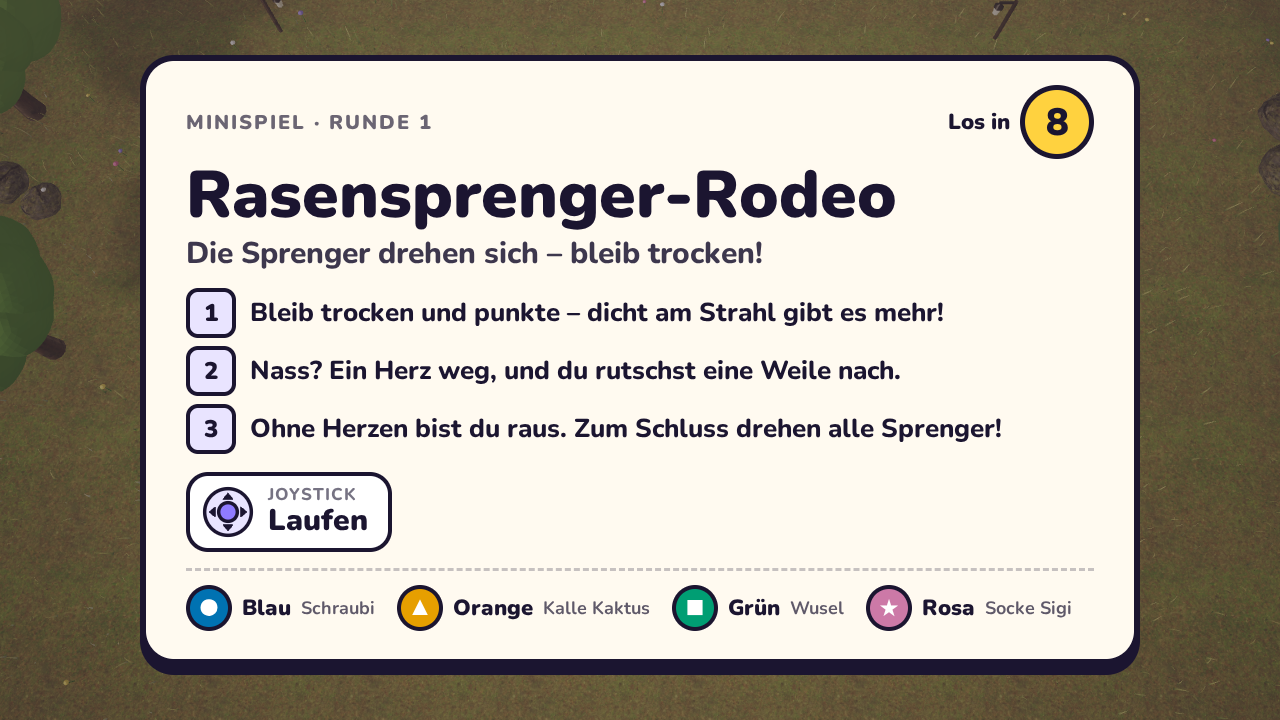 MINISPIEL · RUNDE 1
Los in 8
Rasensprenger-Rodeo
Die Sprenger drehen sich – bleib trocken!
1 Bleib trocken und punkte – dicht am Strahl gibt es mehr!
2 Nass? Ein Herz weg, und du rutschst eine Weile nach.
3 Ohne Herzen bist du raus. Zum Schluss drehen alle Sprenger!
JOYSTICK
Laufen
Blau Schraubi Orange Kalle Kaktus Grün Wusel Rosa Socke Sigi